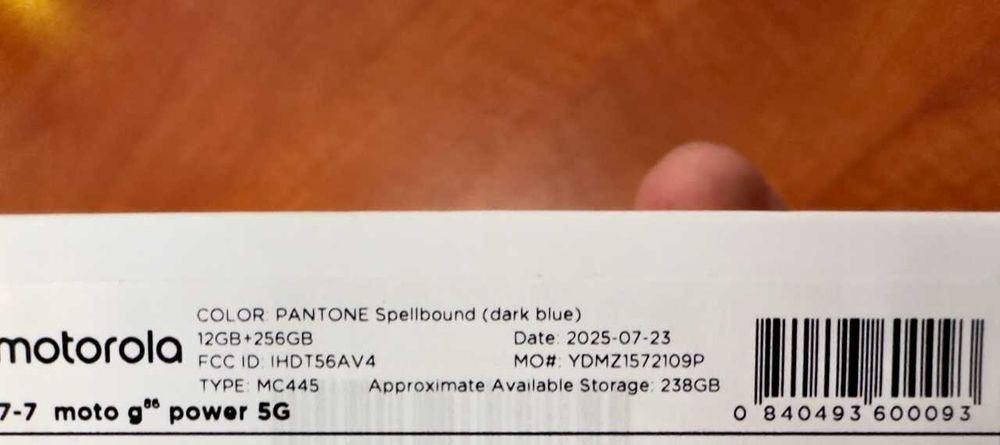 COLOR: PANTONE Spellbound (dark blue)
motorola
12GB+256GB Date: 2025-07-23
FCC ID: IHDT56AV4 MO#: YDMZ1572109P
TYPE: MC445 Approximate Available Storage: 238GB
7-7 moto g86 power 5G
0 840493 600093